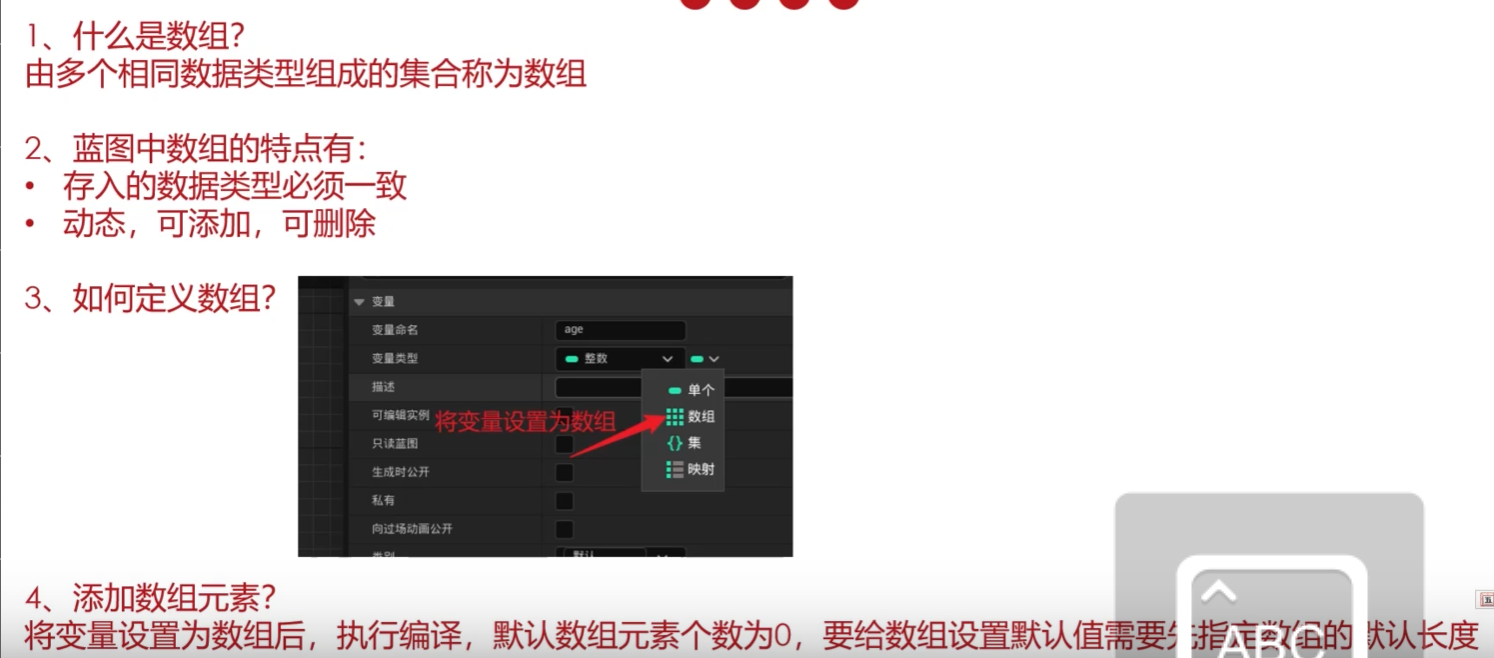 1、什么是数组？
由多个相同数据类型组成的集合称为数组
2、蓝图中数组的特点有：
• 存入的数据类型必须一致
• 动态，可添加，可删除
3、如何定义数组？
变量
变量命名 age
变量类型 整数
描述
单个
可编辑实例
将变量设置为数组
数组
只读蓝图
集
生成时公开
映射
私有
向过场动画公开
类别 默认
4、添加数组元素？
将变量设置为数组后，执行编译，默认数组元素个数为0，要给数组设置默认值需要先指定数组的默认长度
ABC
五